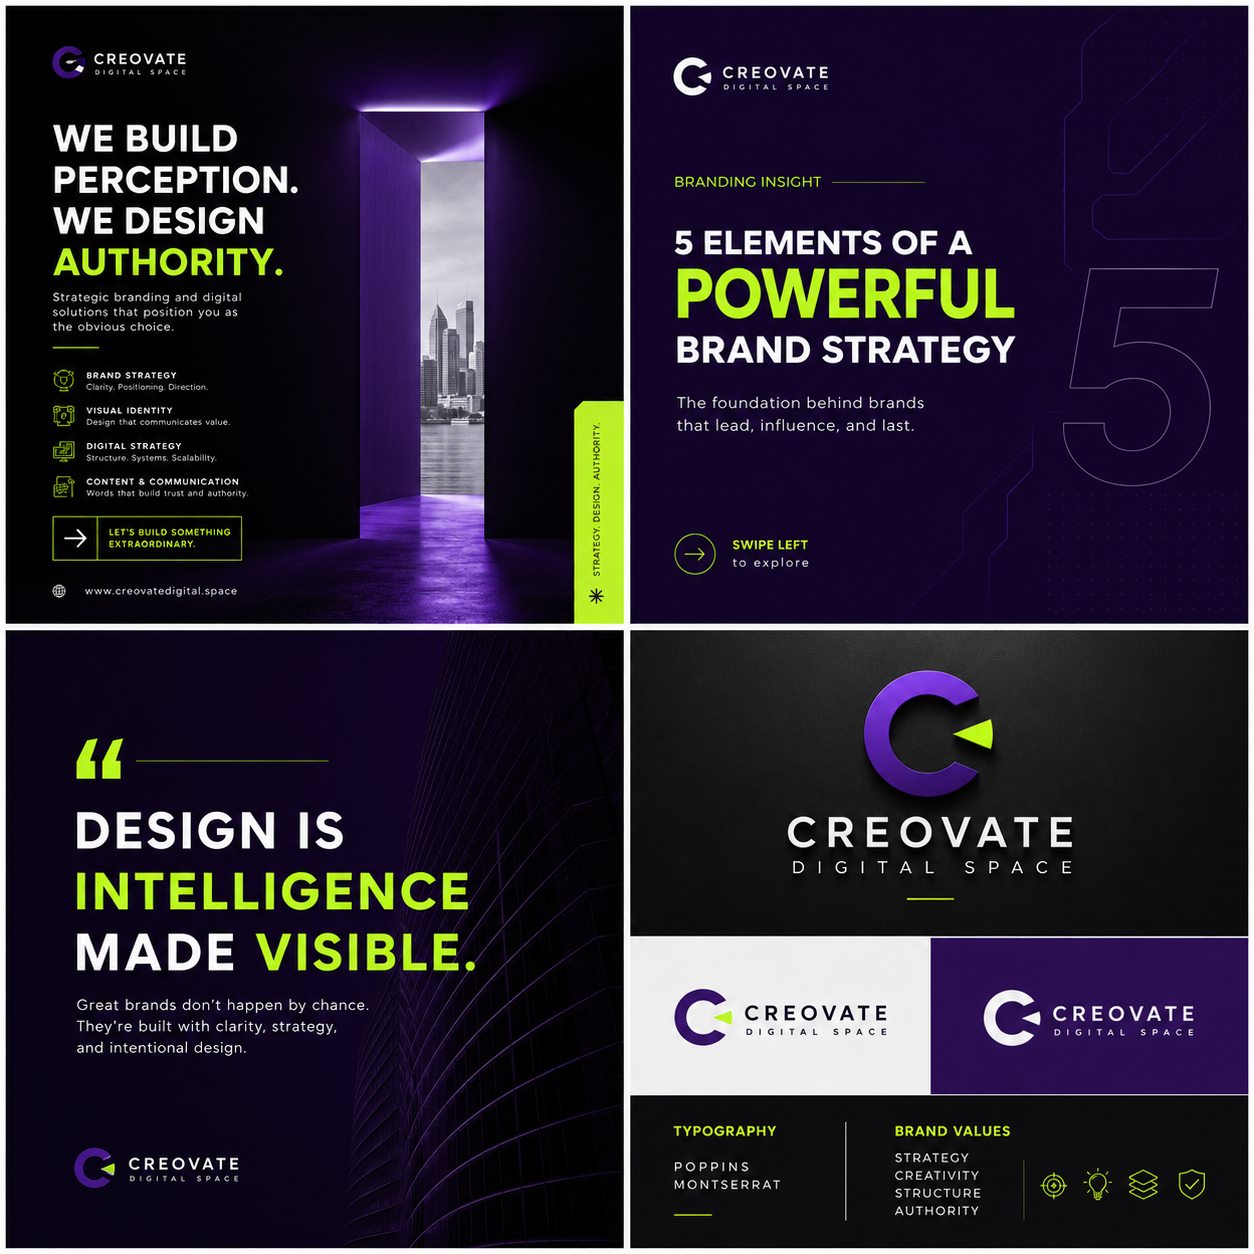 CREOVATE
DIGITAL SPACE
WE BUILD
PERCEPTION.
WE DESIGN
AUTHORITY.
Strategic branding and digital
solutions that position you as
the obvious choice.
BRAND STRATEGY
Clarity. Positioning. Direction.
VISUAL IDENTITY
Design that communicates value.
DIGITAL STRATEGY
Structure. Systems. Scalability.
CONTENT & COMMUNICATION
Words that build trust and authority.
LET'S BUILD SOMETHING
EXTRAORDINARY.
www.creovatedigital.space
STRATEGY. DESIGN. AUTHORITY.
CREOVATE
DIGITAL SPACE
BRANDING INSIGHT
5 ELEMENTS OF A
POWERFUL
BRAND STRATEGY
The foundation behind brands
that lead, influence, and last.
5
SWIPE LEFT
to explore
“
DESIGN IS
INTELLIGENCE
MADE VISIBLE.
Great brands don’t happen by chance.
They’re built with clarity, strategy,
and intentional design.
CREOVATE
DIGITAL SPACE
CREOVATE
DIGITAL SPACE
CREOVATE
DIGITAL SPACE
CREOVATE
DIGITAL SPACE
TYPOGRAPHY
POPPINS
MONTSERRAT
BRAND VALUES
STRATEGY
CREATIVITY
STRUCTURE
AUTHORITY